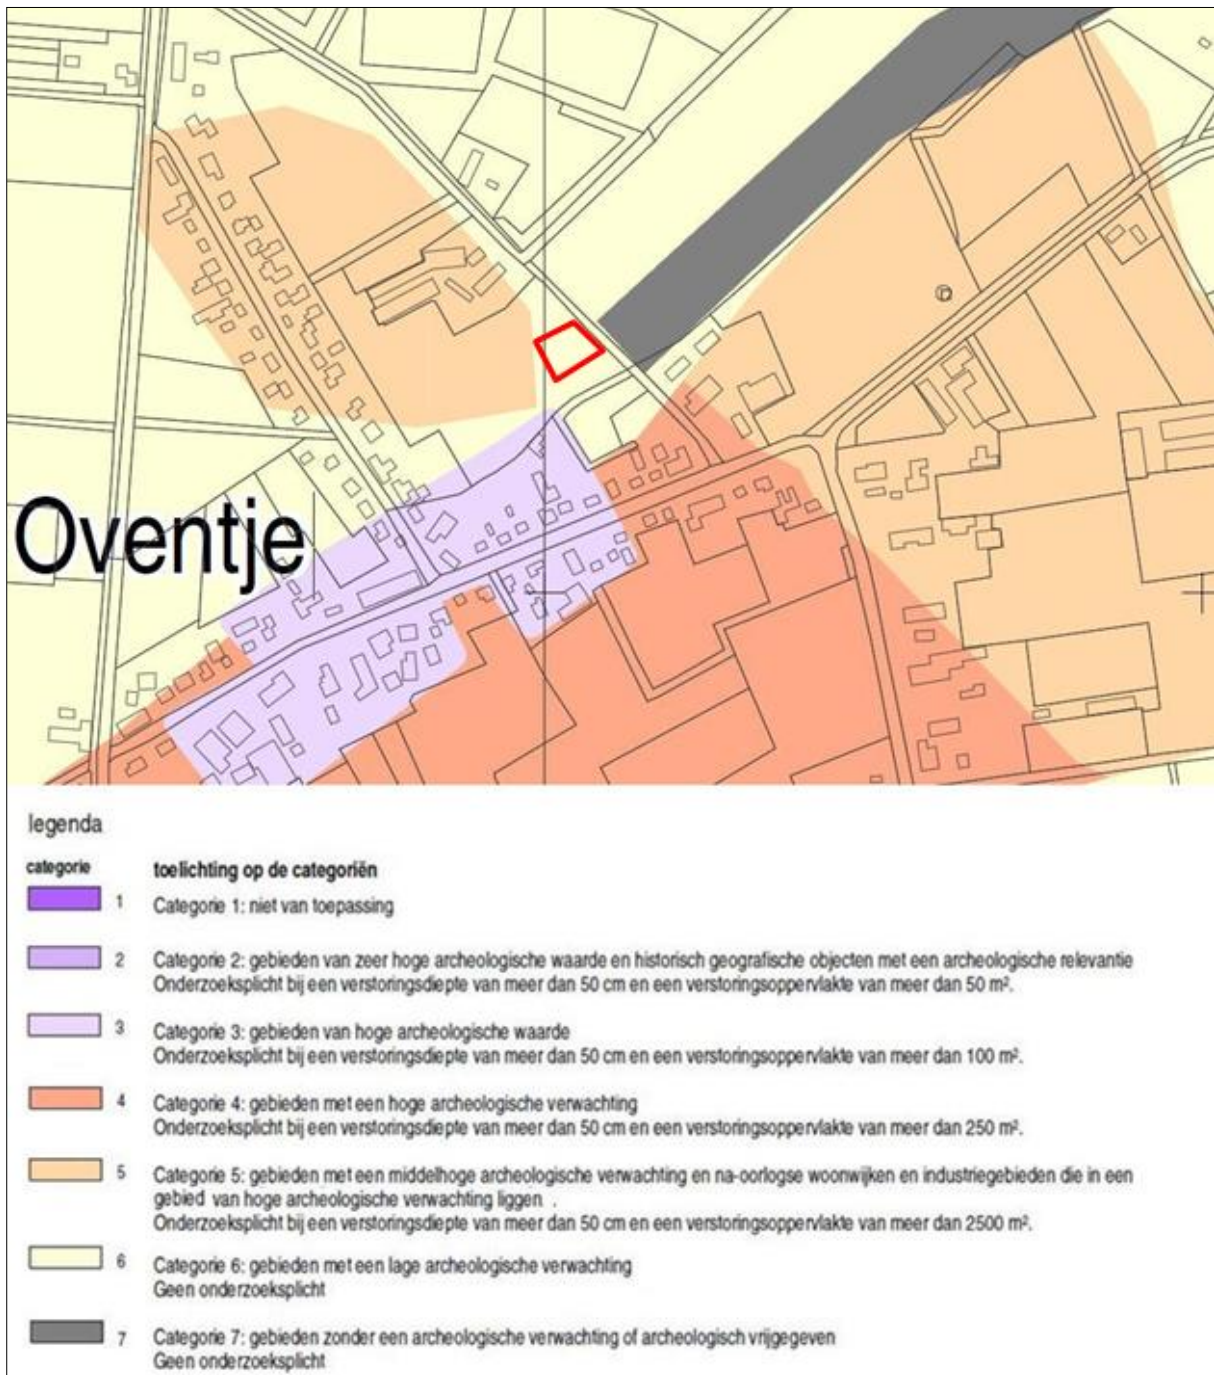 Oventje
legenda
categorie toelichting op de categoriën
1 Categorie 1: niet van toepassing
2 Categorie 2: gebieden van zeer hoge archeologische waarde en historisch geografische objecten met een archeologische relevantie
Onderzoeksplicht bij een verstoringsdiepte van meer dan 50 cm en een verstoringsoppervlakte van meer dan 50 m².
3 Categorie 3: gebieden van hoge archeologische waarde
Onderzoeksplicht bij een verstoringsdiepte van meer dan 50 cm en een verstoringsoppervlakte van meer dan 100 m².
4 Categorie 4: gebieden met een hoge archeologische verwachting
Onderzoeksplicht bij een verstoringsdiepte van meer dan 50 cm en een verstoringsoppervlakte van meer dan 250 m².
5 Categorie 5: gebieden met een middelhoge archeologische verwachting en na-oorlogse woonwijken en industriegebieden die in een
gebied van hoge archeologische verwachting liggen .
Onderzoeksplicht bij een verstoringsdiepte van meer dan 50 cm en een verstoringsoppervlakte van meer dan 2500 m².
6 Categorie 6: gebieden met een lage archeologische verwachting
Geen onderzoeksplicht
7 Categorie 7: gebieden zonder een archeologische verwachting of archeologisch vrijgegeven
Geen onderzoeksplicht